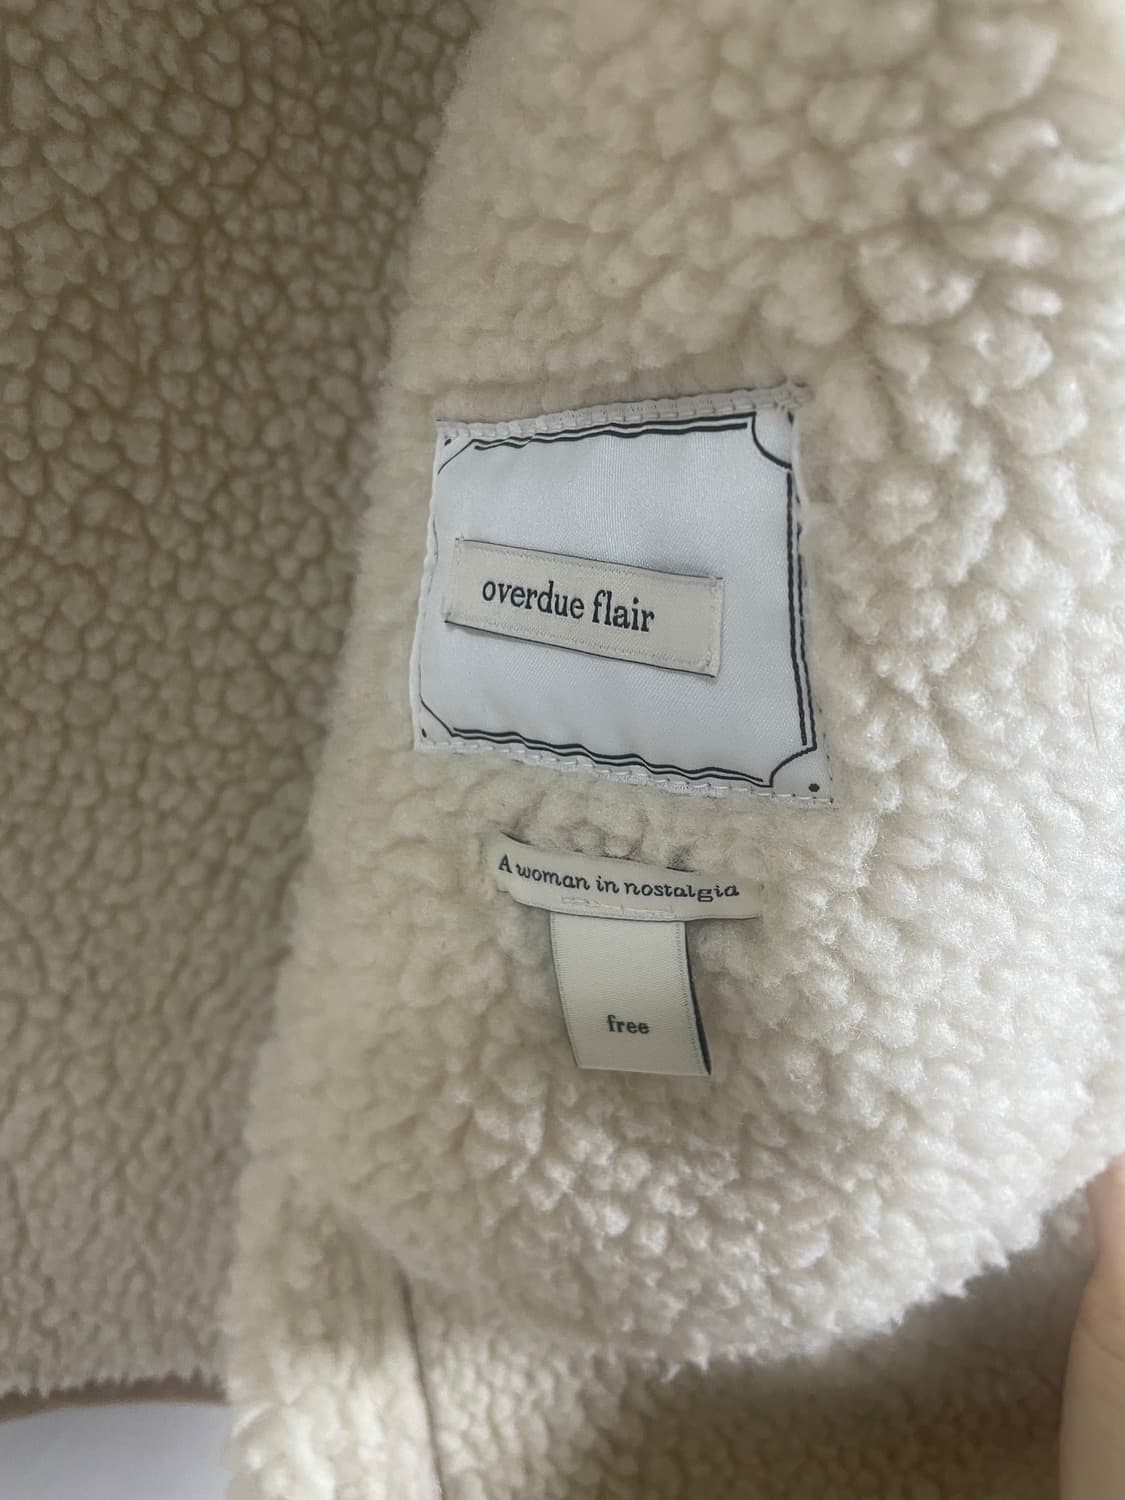 overdue flair
A woman in nostalgia
free